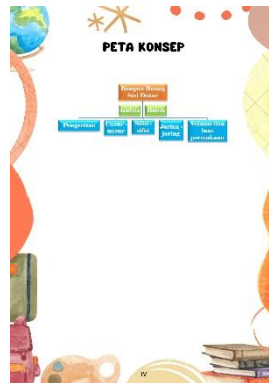 PETA KONSEP
Bangun Ruang
Sisi Datar
Kubus Balok
Pengertian
Unsur-
unsur
Sifat-
sifat
Jaring-
jaring
Volume dan
luas
permukaan
IV